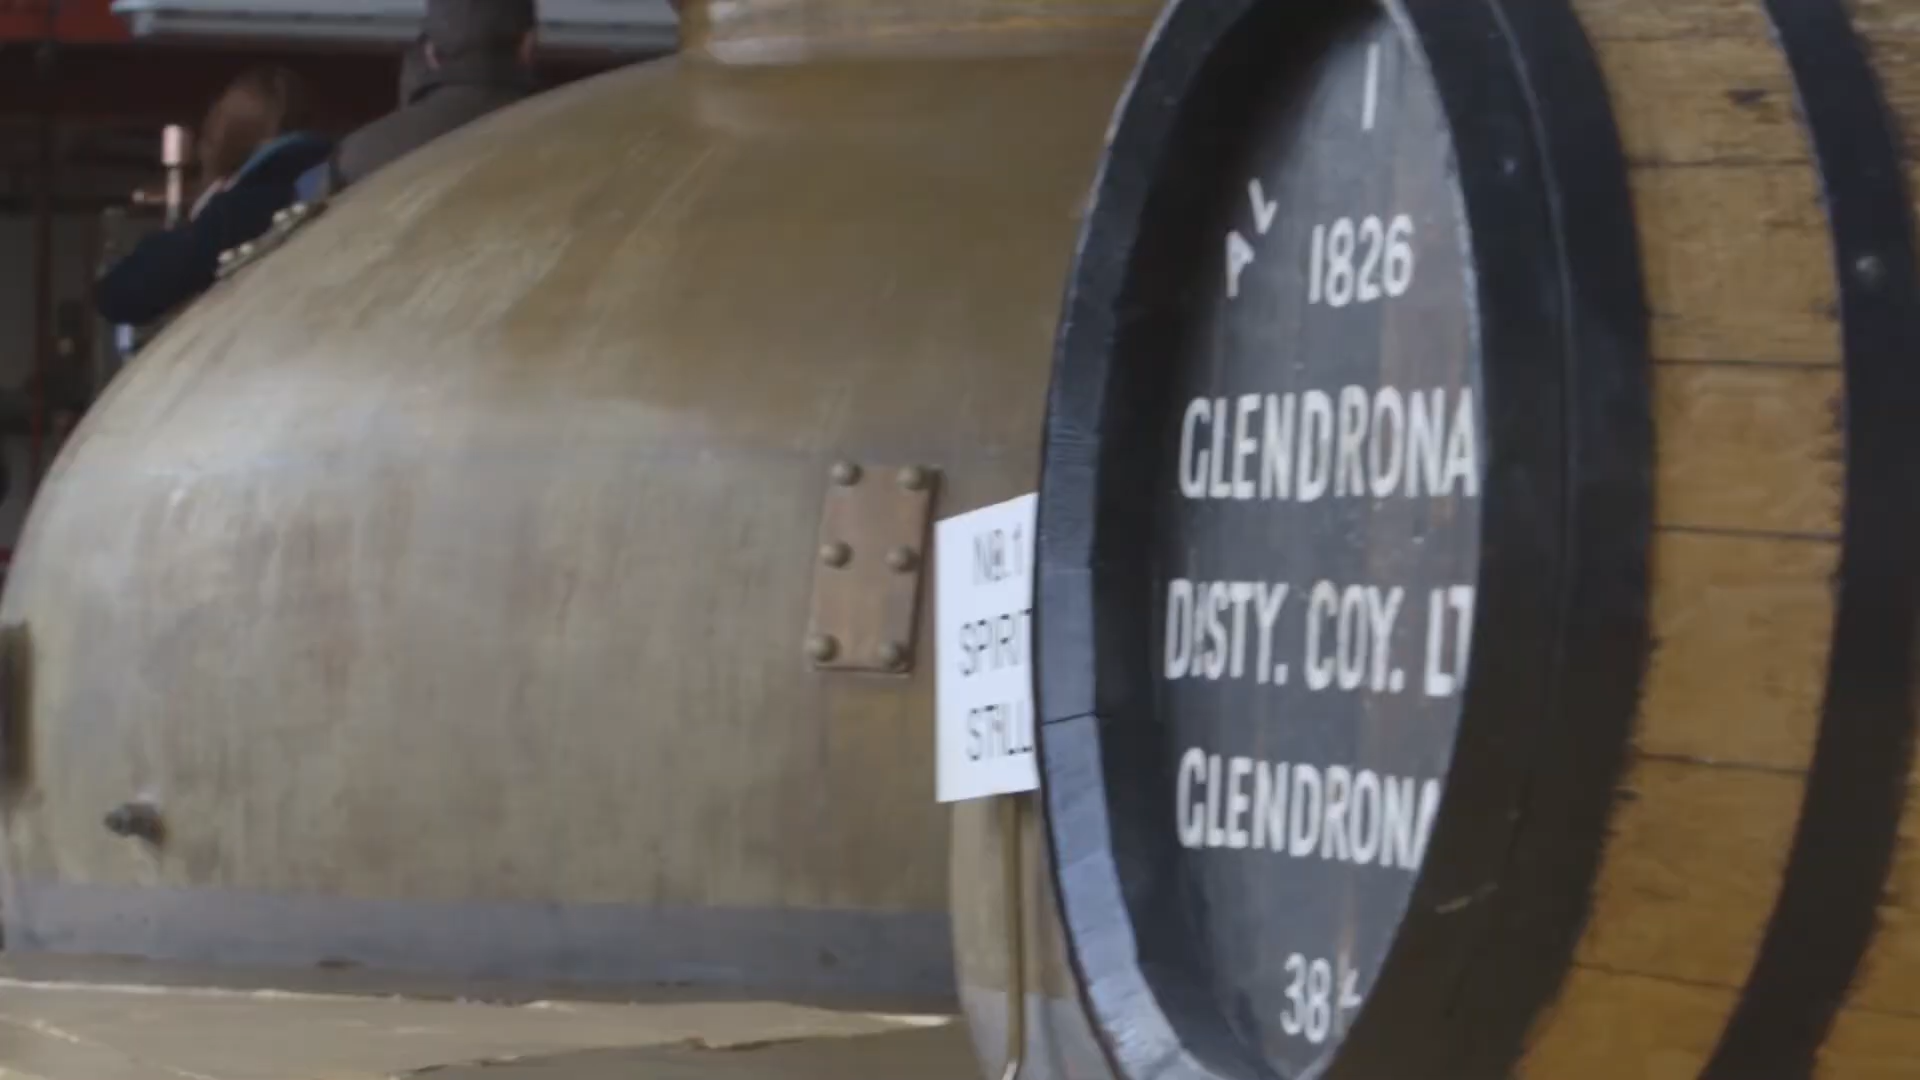 NO.1
SPIRIT
STILL
1
AL
1826
GLENDRONA
DISTY. COY. LT
GLENDRONA
38